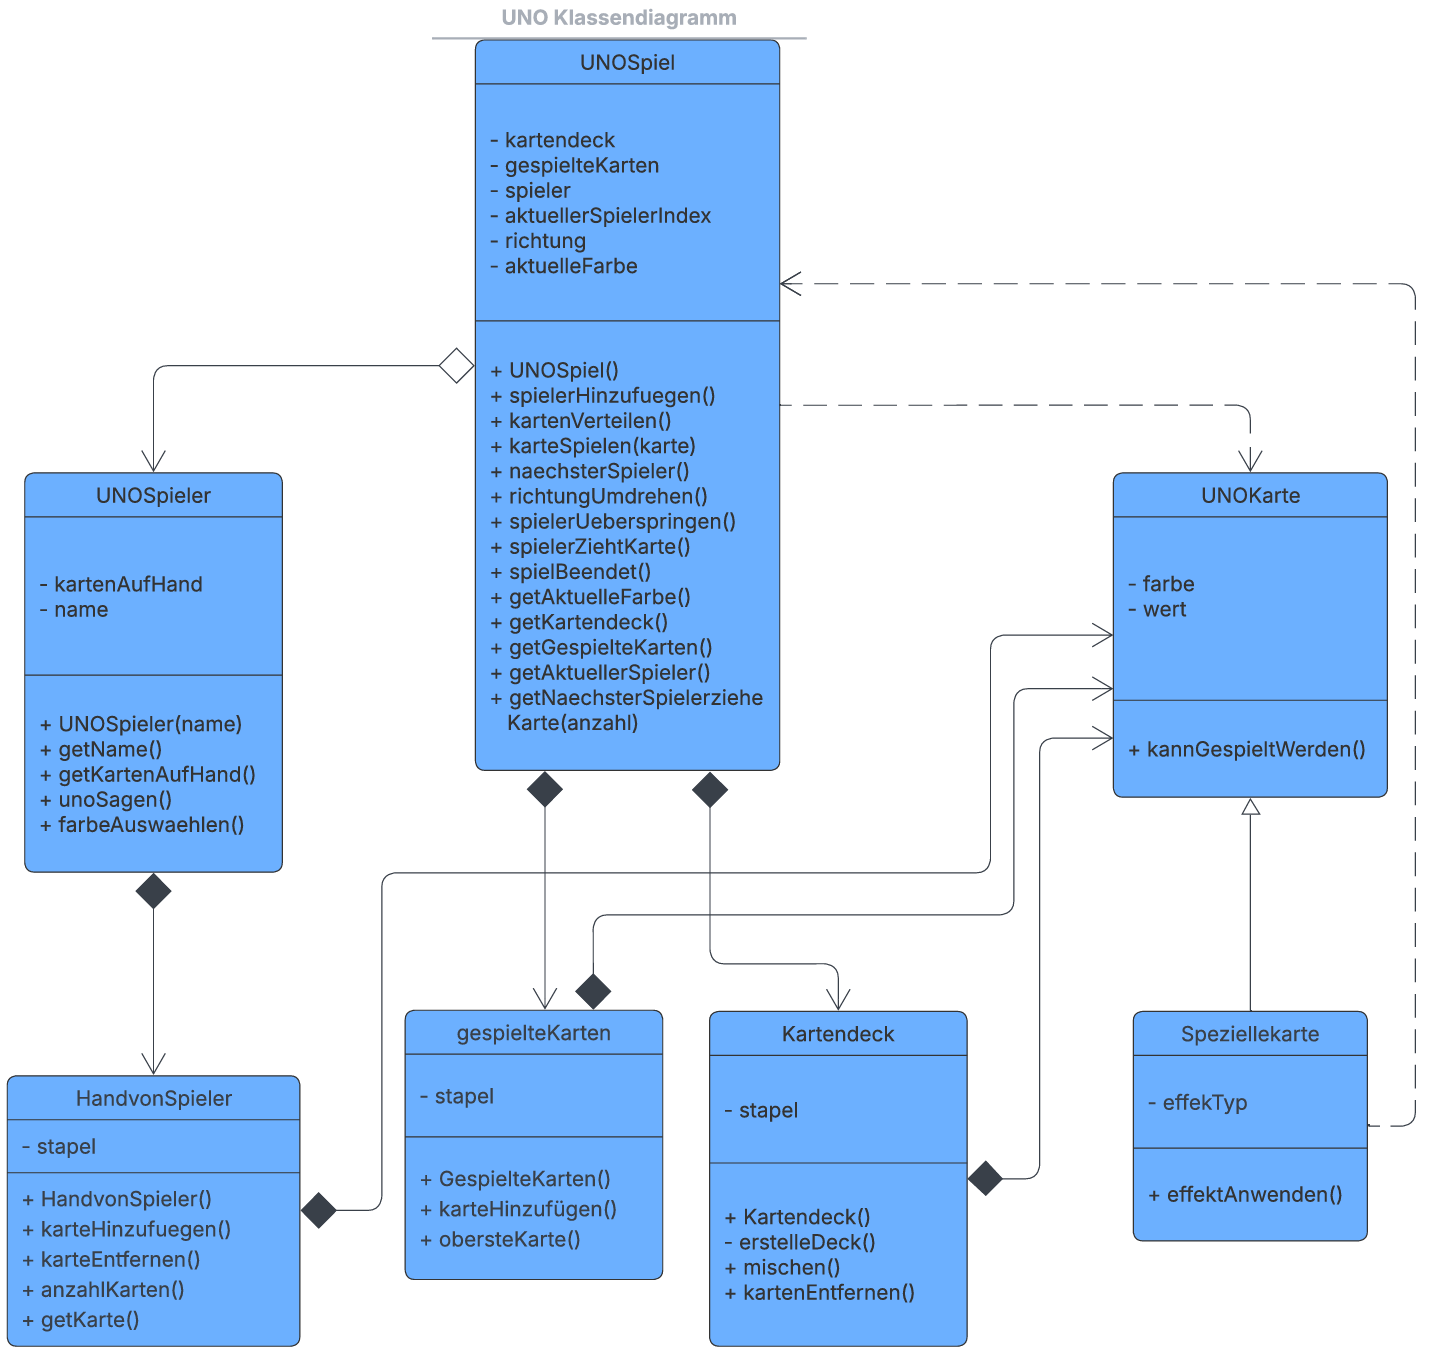 UNO Klassendiagramm
UNOSpiel
- kartendeck
- gespielteKarten
- spieler
- aktuellerSpielerIndex
- richtung
- aktuelleFarbe
+ UNOSpiel()
+ spielerHinzufuegen()
+ kartenVerteilen()
+ karteSpielen(karte)
+ naechsterSpieler()
+ richtungUmdrehen()
+ spielerUeberspringen()
+ spielerZiehtKarte()
+ spielBeendet()
+ getAktuelleFarbe()
+ getKartendeck()
+ getGespielteKarten()
+ getAktuellerSpieler()
+ getNaechsterSpielerziehe
Karte(anzahl)
UNOSpieler
- kartenAufHand
- name
+ UNOSpieler(name)
+ getName()
+ getKartenAufHand()
+ unoSagen()
+ farbeAuswaehlen()
UNOKarte
- farbe
- wert
+ kannGespieltWerden()
HandvonSpieler
- stapel
+ HandvonSpieler()
+ karteHinzufuegen()
+ karteEntfernen()
+ anzahlKarten()
+ getKarte()
gespielteKarten
- stapel
+ GespielteKarten()
+ karteHinzufügen()
+ obersteKarte()
Kartendeck
- stapel
+ Kartendeck()
- erstelleDeck()
+ mischen()
+ kartenEntfernen()
Speziellekarte
- effekTyp
+ effektAnwenden()